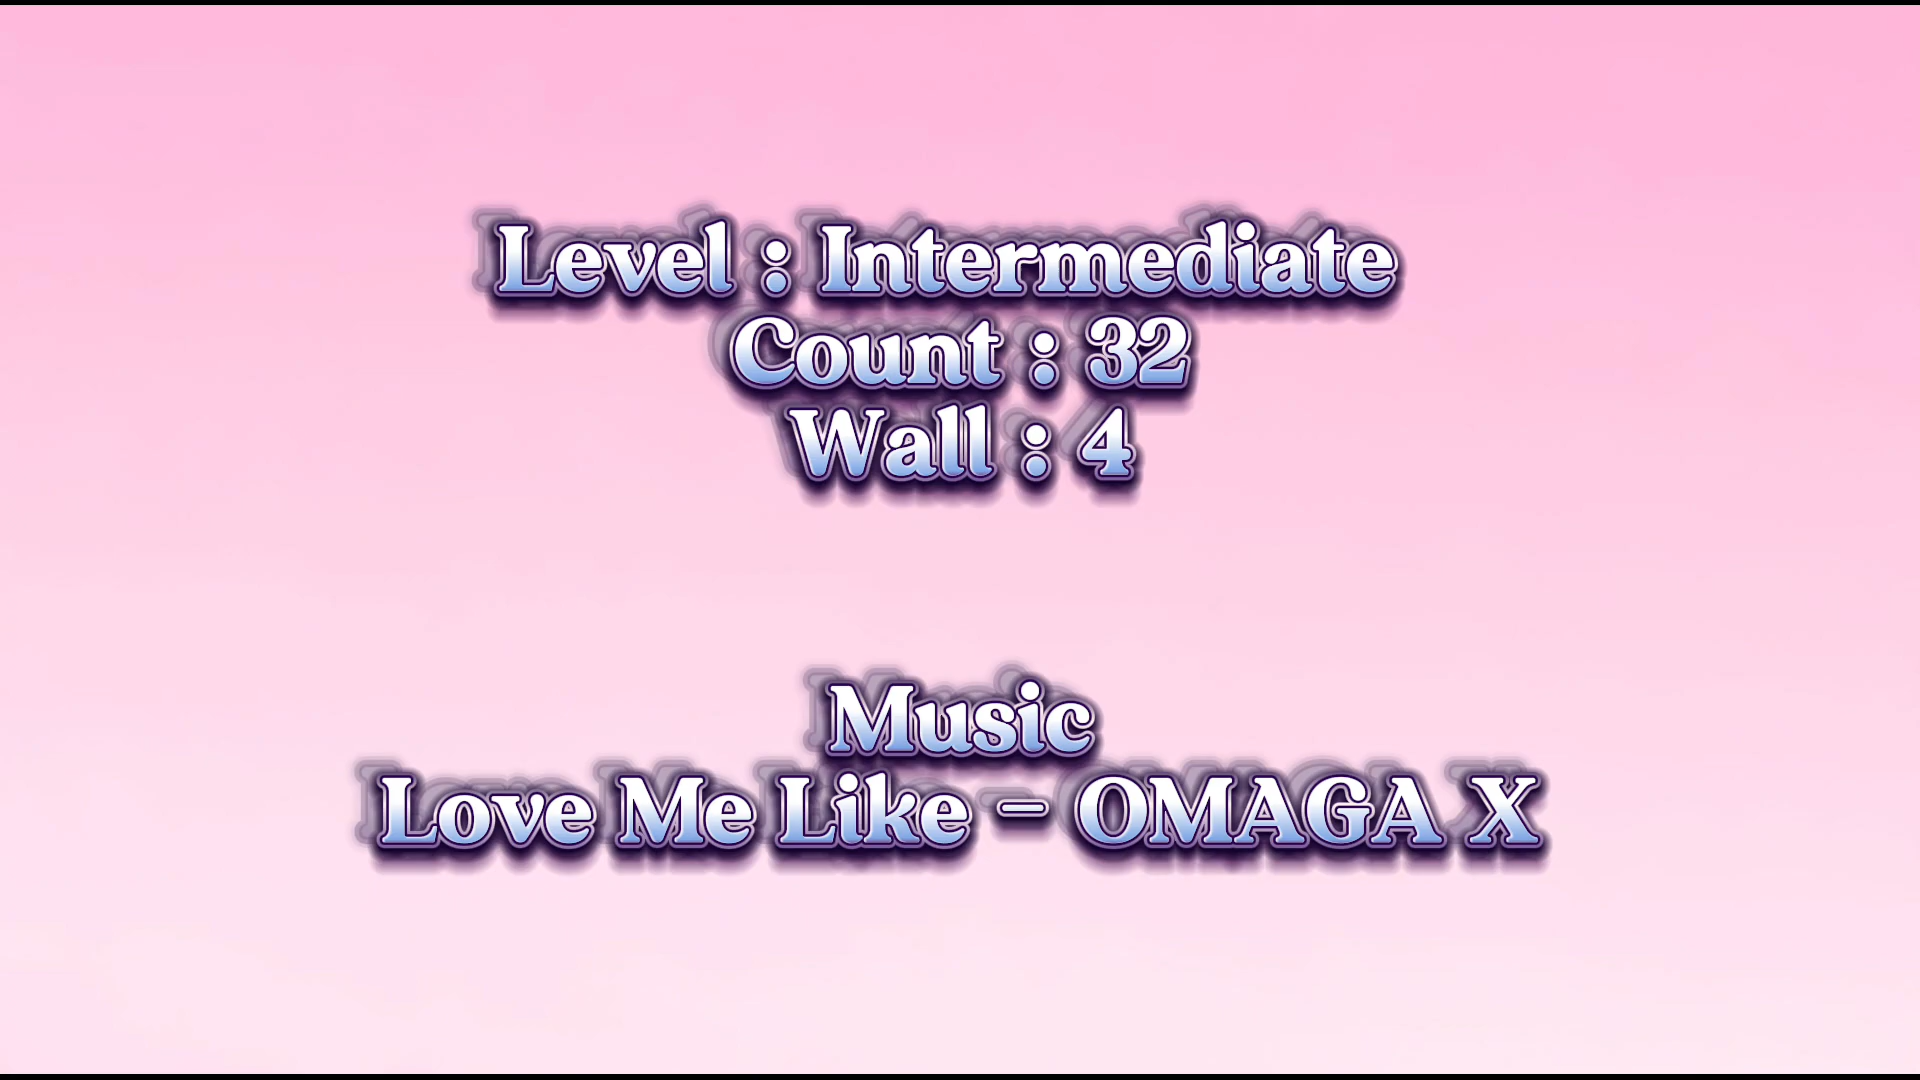 Level : Intermediate
Count : 32
Wall : 4
Music
Love Me Like - OMAGA X